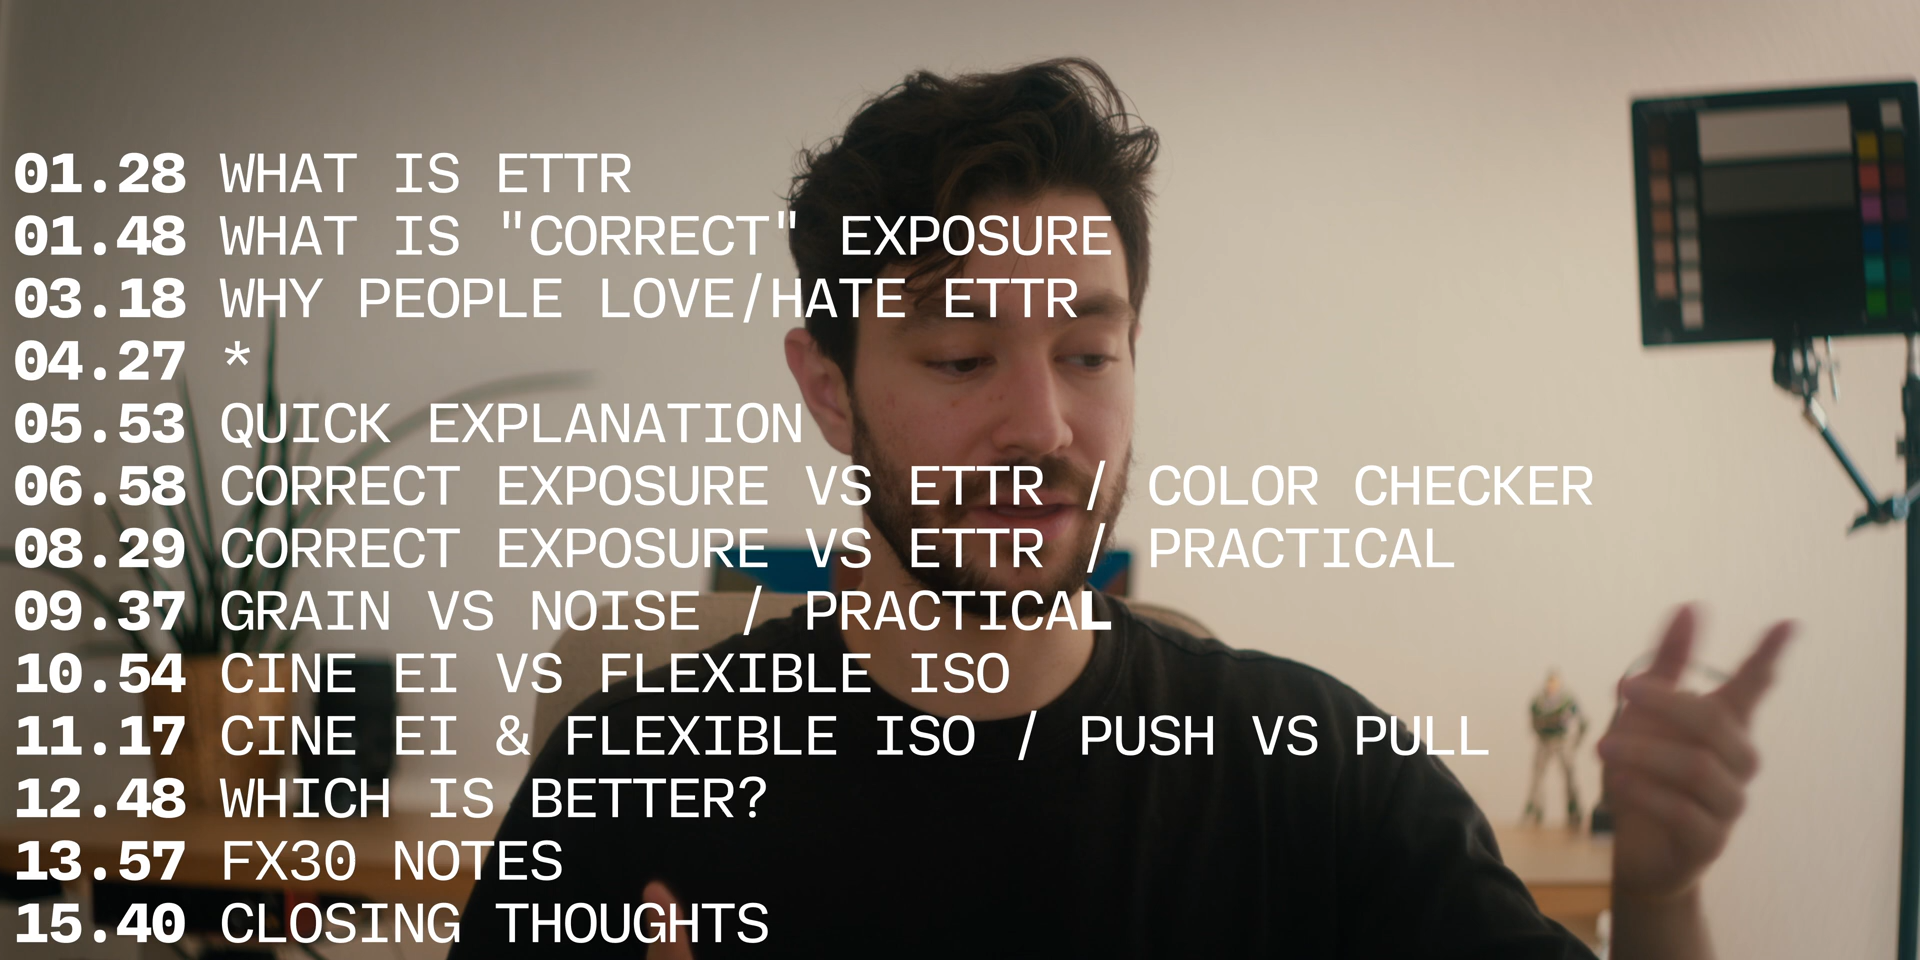 01.28 WHAT IS ETTR
01.48 WHAT IS "CORRECT" EXPOSURE
03.18 WHY PEOPLE LOVE/HATE ETTR
04.27 *
05.53 QUICK EXPLANATION
06.58 CORRECT EXPOSURE VS ETTR / COLOR CHECKER
08.29 CORRECT EXPOSURE VS ETTR / PRACTICAL
09.37 GRAIN VS NOISE / PRACTICAL
10.54 CINE EI VS FLEXIBLE ISO
11.17 CINE EI & FLEXIBLE ISO / PUSH VS PULL
12.48 WHICH IS BETTER?
13.57 FX30 NOTES
15.40 CLOSING THOUGHTS